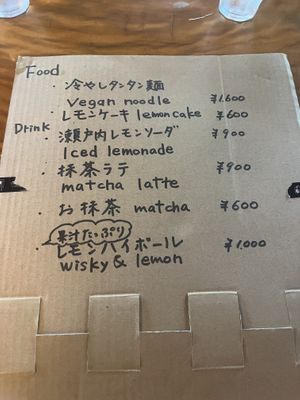 Food
・冷やしタンタン麺
vegan noodle ¥1.600
・レモンケーキ lemon cake ¥600
Drink
・瀬戸内レモンソーダ ¥900
Iced lemonade
・抹茶ラテ ¥900
matcha latte
・お抹茶 matcha ¥600
果汁たっぷり
・レモンハイボール ¥1.000
wisky & lemon